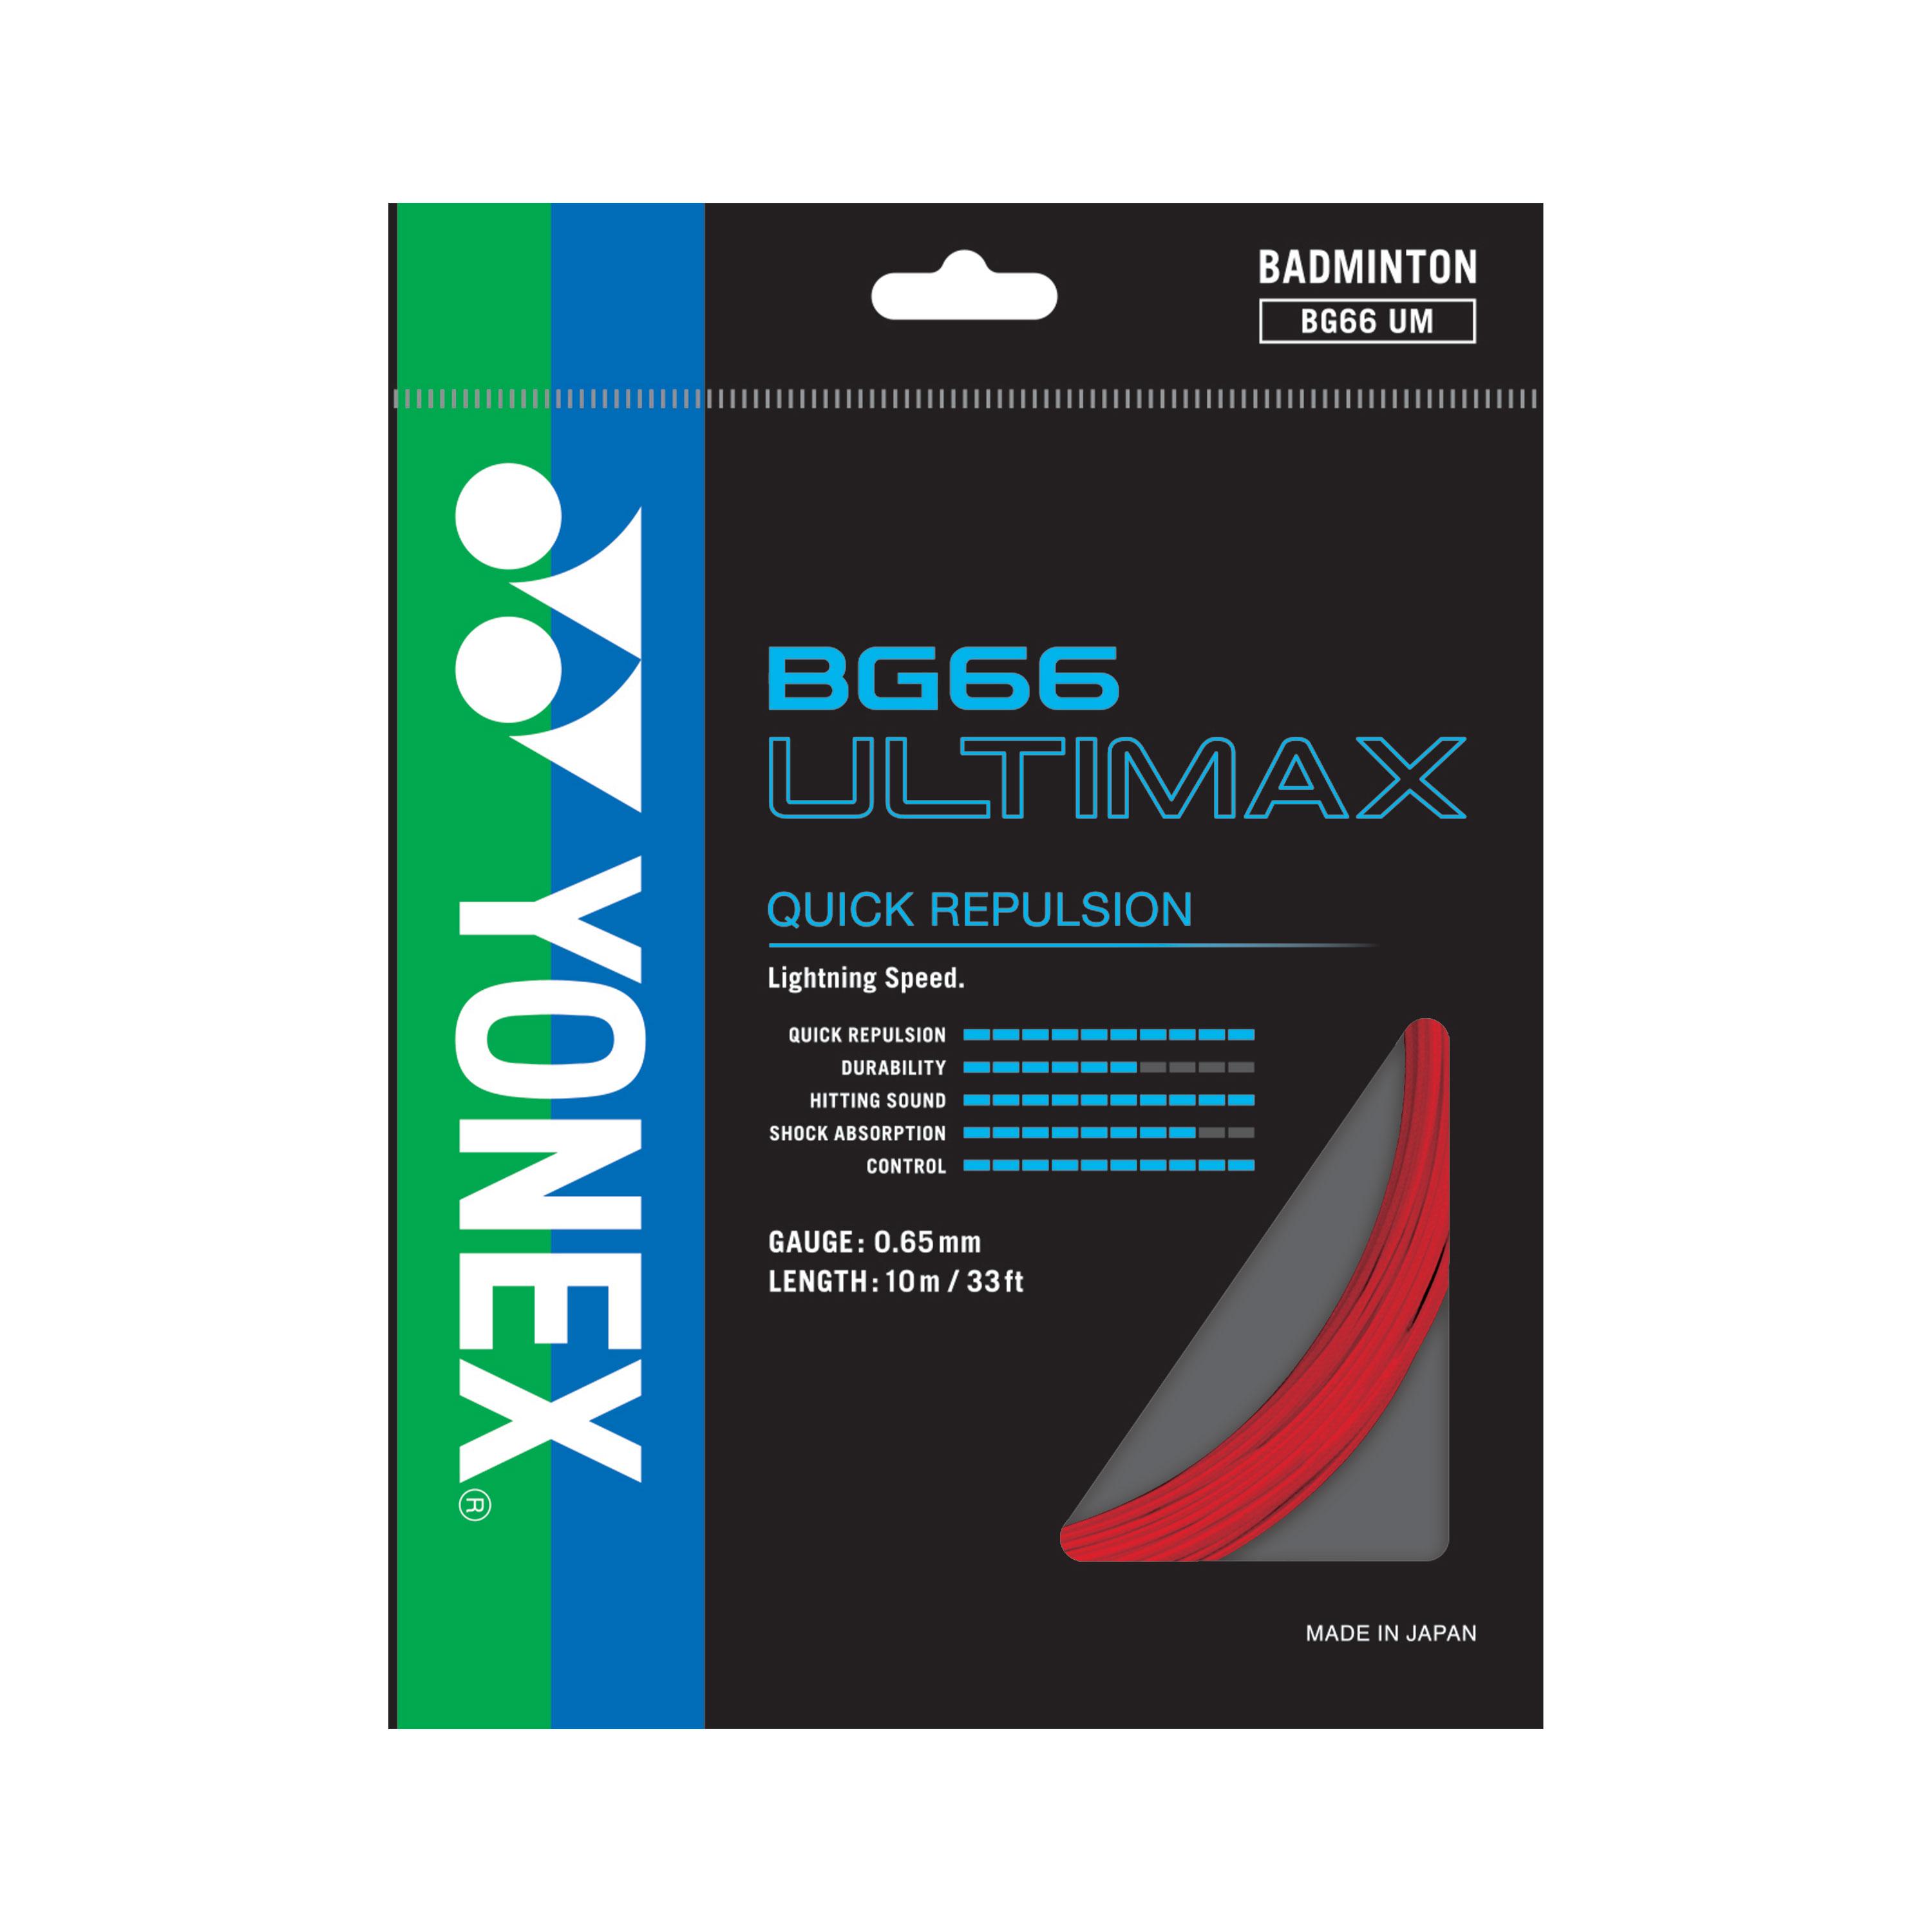 BADMINTON
BG66 UM
YONEX®
BG66
ULTIMAX
QUICK REPULSION
Lightning Speed.
QUICK REPULSION
DURABILITY
HITTING SOUND
SHOCK ABSORPTION
CONTROL
GAUGE: 0.65mm
LENGTH: 10m / 33ft
MADE IN JAPAN